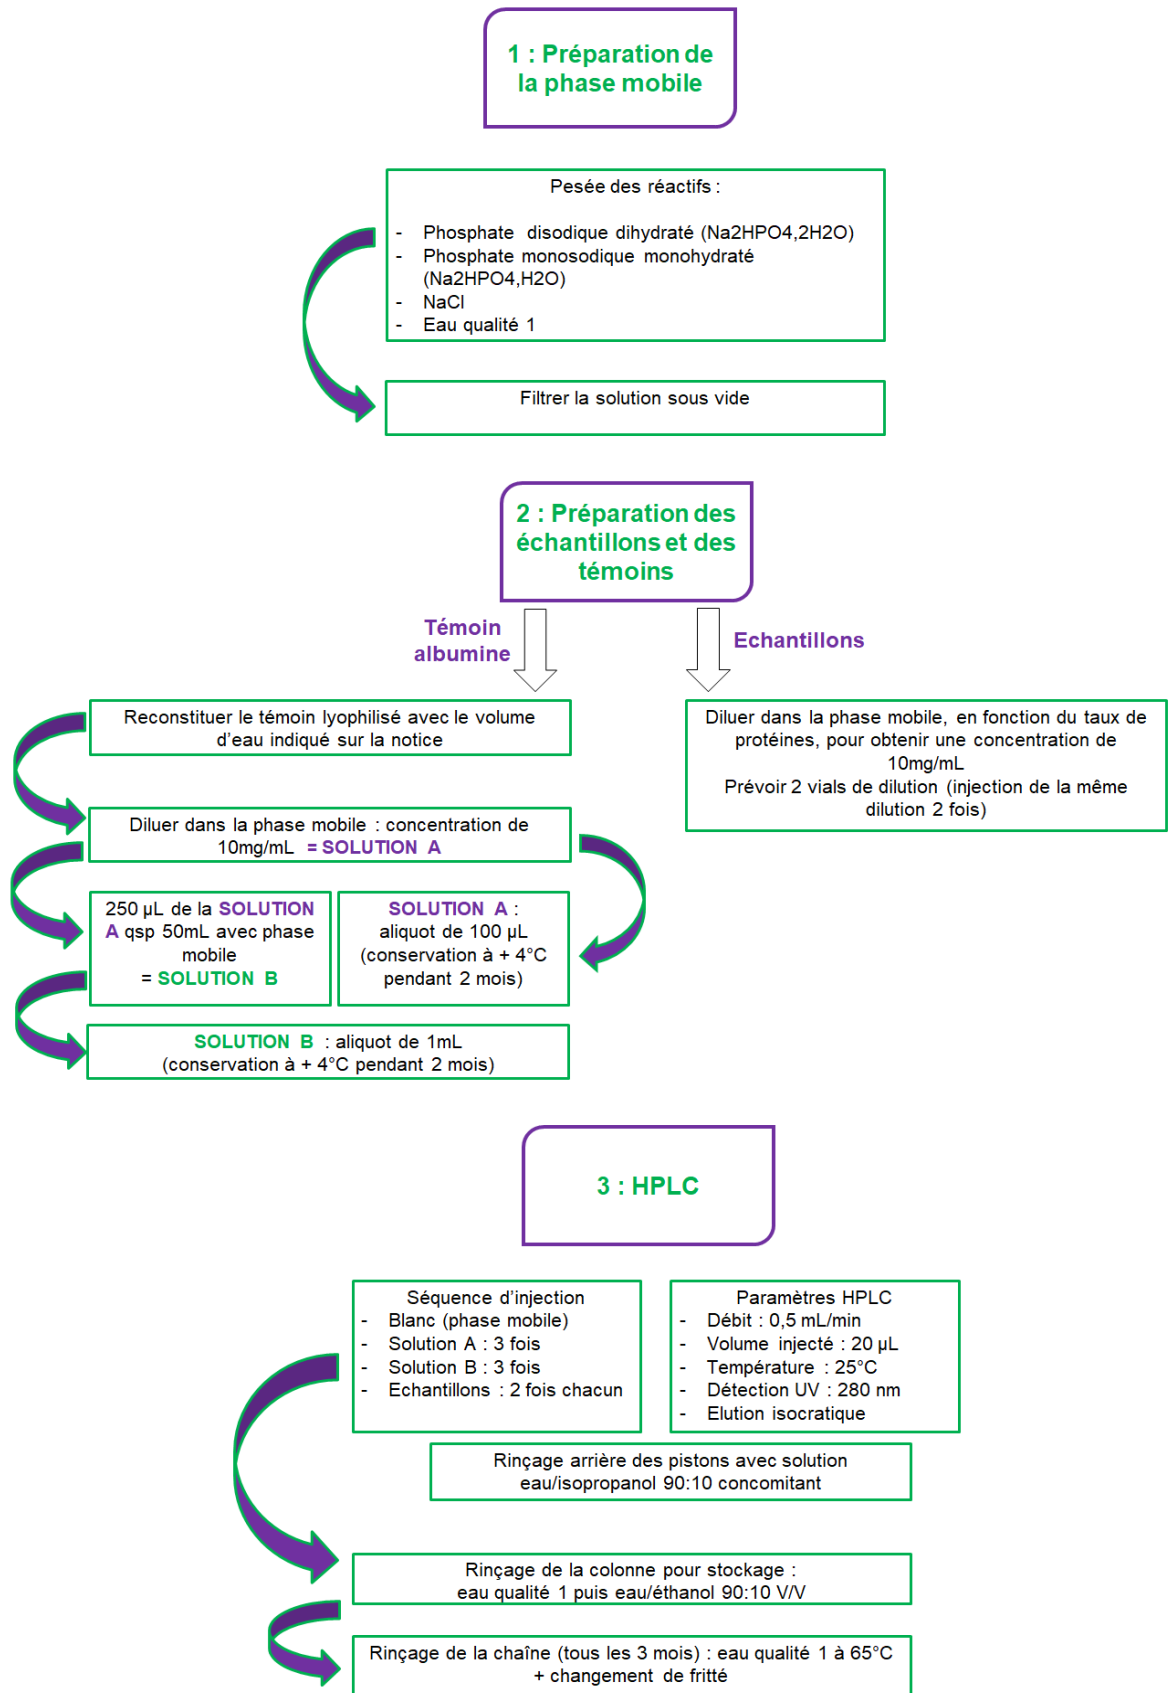 1 : Préparation de
la phase mobile
Pesée des réactifs :
- Phosphate disodique dihydraté (Na2HPO4,2H2O)
- Phosphate monosodique monohydraté
(Na2HPO4,H2O)
- NaCl
- Eau qualité 1
Filtrer la solution sous vide
2 : Préparation des
échantillons et des
témoins
Témoin
albumine
Echantillons
Reconstituer le témoin lyophilisé avec le volume
d'eau indiqué sur la notice
Diluer dans la phase mobile, en fonction du taux de
protéines, pour obtenir une concentration de
10mg/mL
Prévoir 2 vials de dilution (injection de la même
dilution 2 fois)
Diluer dans la phase mobile : concentration de
10mg/mL = SOLUTION A
250 µL de la SOLUTION
A qsp 50mL avec phase
mobile
= SOLUTION B
SOLUTION A :
aliquot de 100 µL
(conservation à + 4°C
pendant 2 mois)
SOLUTION B : aliquot de 1mL
(conservation à + 4°C pendant 2 mois)
3 : HPLC
Séquence d'injection
- Blanc (phase mobile)
- Solution A : 3 fois
- Solution B : 3 fois
- Echantillons : 2 fois chacun
Paramètres HPLC
- Débit : 0,5 mL/min
- Volume injecté : 20 µL
- Température : 25°C
- Détection UV : 280 nm
- Elution isocratique
Rinçage arrière des pistons avec solution
eau/isopropanol 90:10 concomitant
Rinçage de la colonne pour stockage :
eau qualité 1 puis eau/éthanol 90:10 V/V
Rinçage de la chaîne (tous les 3 mois) : eau qualité 1 à 65°C
+ changement de fritté